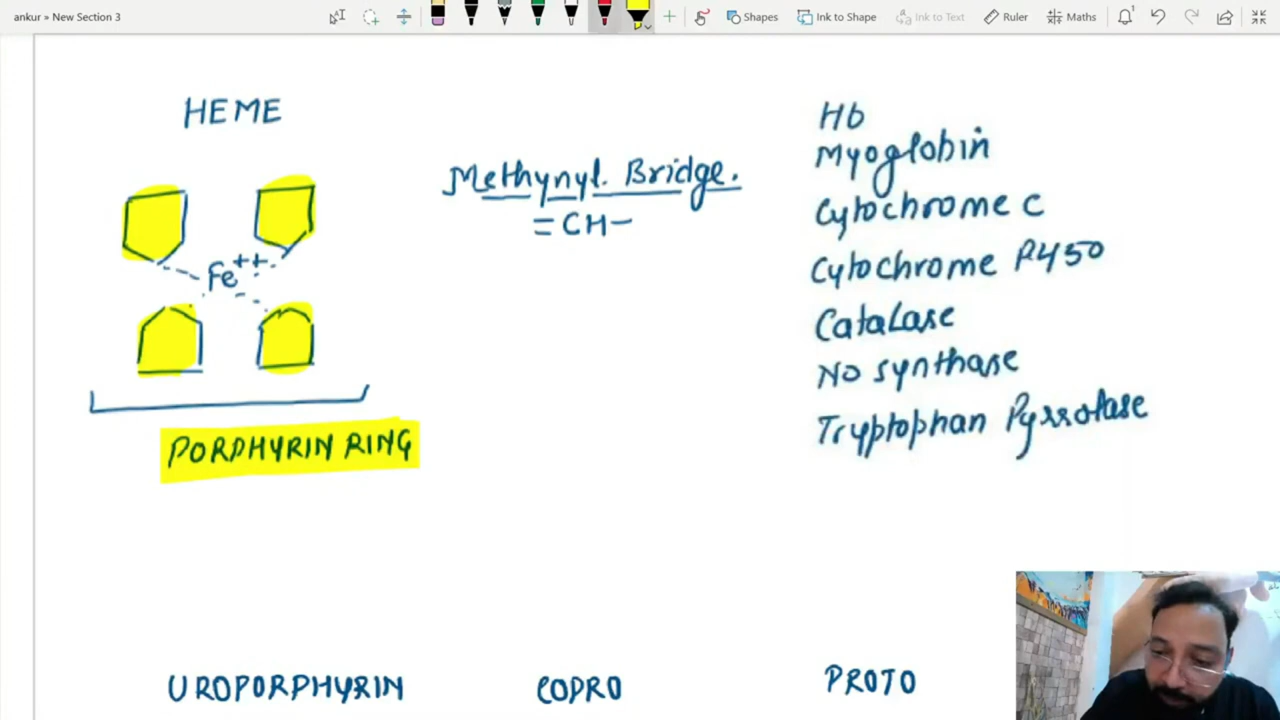 ankur » New Section 3
Shapes
Ink to Shape
Ink to Text
Ruler
Maths
HEME
Fe++
PORPHYRIN RING
Methynyl. Bridge.
=CH-
Hb
Myoglobin
Cytochrome C
Cytochrome P450
Catalase
No synthase
Tryptophan Pyrrolase
UROPORPHYRIN
COPRO
PROTO